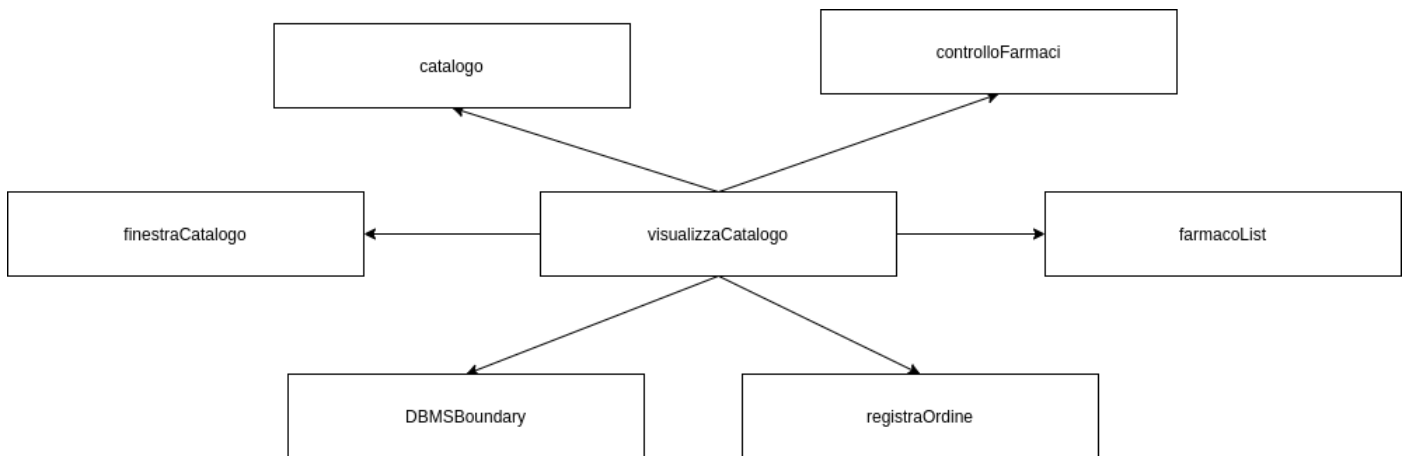 controlloFarmaci
catalogo
finestraCatalogo
visualizzaCatalogo
farmacoList
DBMSBoundary
registraOrdine